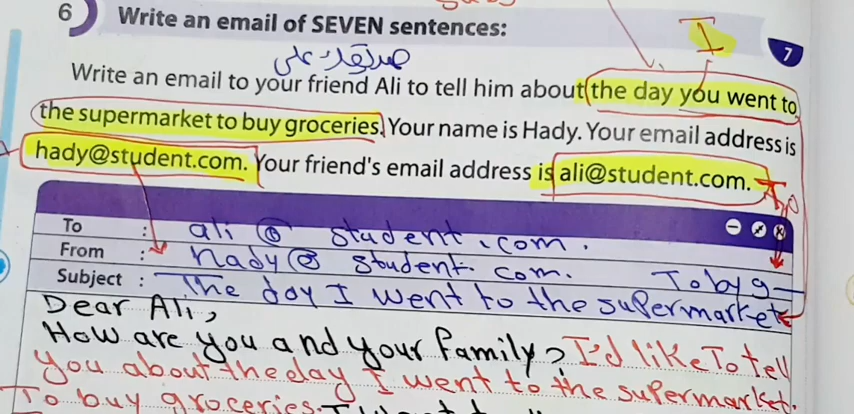 6 Write an email of SEVEN sentences:
I
7
صديقك على
Write an email to your friend Ali to tell him about the day you went to
the supermarket to buy groceries. Your name is Hady. Your email address is
hady@student.com. Your friend's email address is ali@student.com.
To : ali @ student .com.
From : hady@ student. com.
To by g
Subject : The day I went to the supermarket
Dear Ali,
How are you and your family? I'd like To tell
you about the day I went to the supermarket.
To buy groceries. I